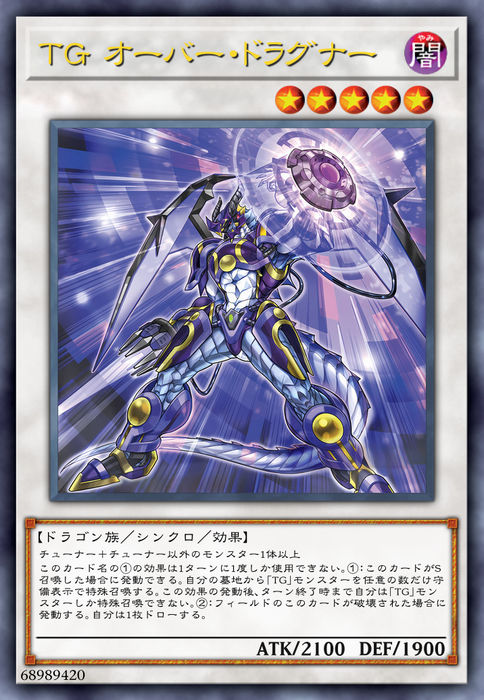 TG オーバー・ドラグナー
やみ
闇
【ドラゴン族／シンクロ／効果】
チューナー＋チューナー以外のモンスター1体以上
このカード名の①の効果は1ターンに1度しか使用できない。①：このカードがS
召喚した場合に発動できる。自分の墓地から「TG」モンスターを任意の数だけ守
備表示で特殊召喚する。この効果の発動後、ターン終了時まで自分は「TG」モン
スターしか特殊召喚できない。②：フィールドのこのカードが破壊された場合に発
動する。自分は1枚ドローする。
ATK/2100 DEF/1900
68989420